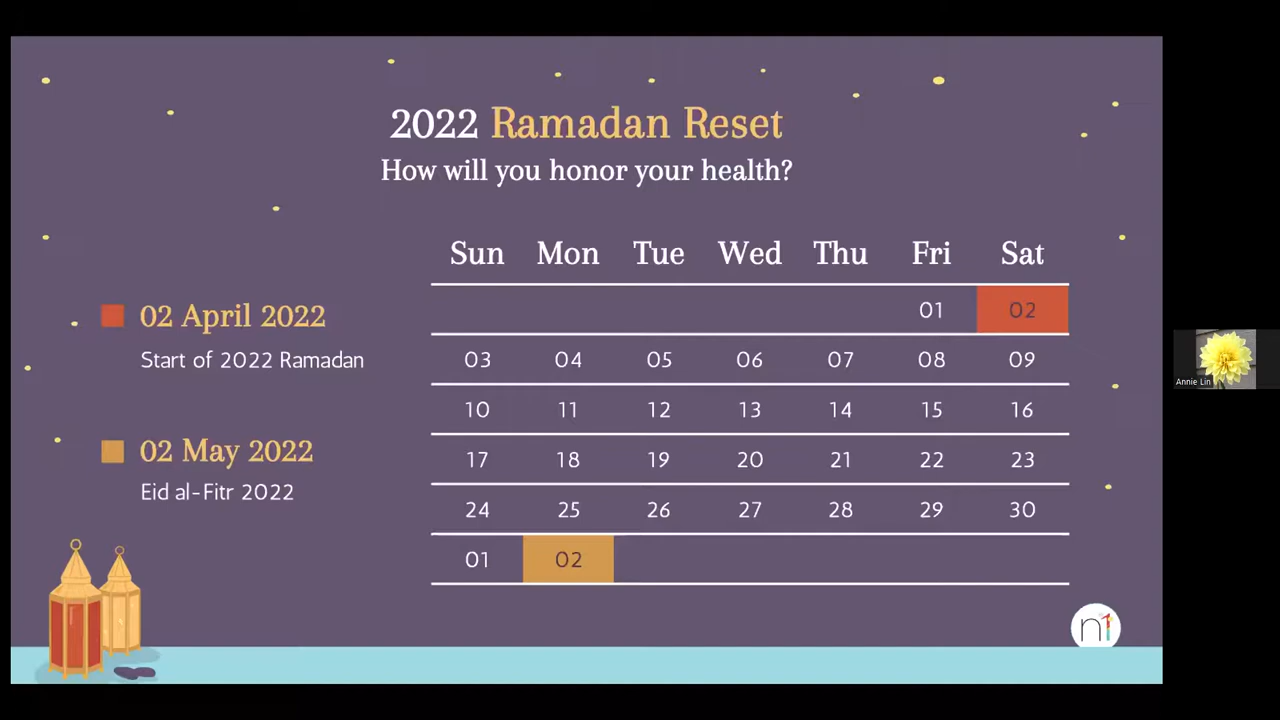 2022 Ramadan Reset
How will you honor your health?
Sun Mon Tue Wed Thu Fri Sat
01 02
02 April 2022
Start of 2022 Ramadan
03 04 05 06 07 08 09
10 11 12 13 14 15 16
02 May 2022
Eid al-Fitr 2022
17 18 19 20 21 22 23
24 25 26 27 28 29 30
01 02
n1
Annie Lin